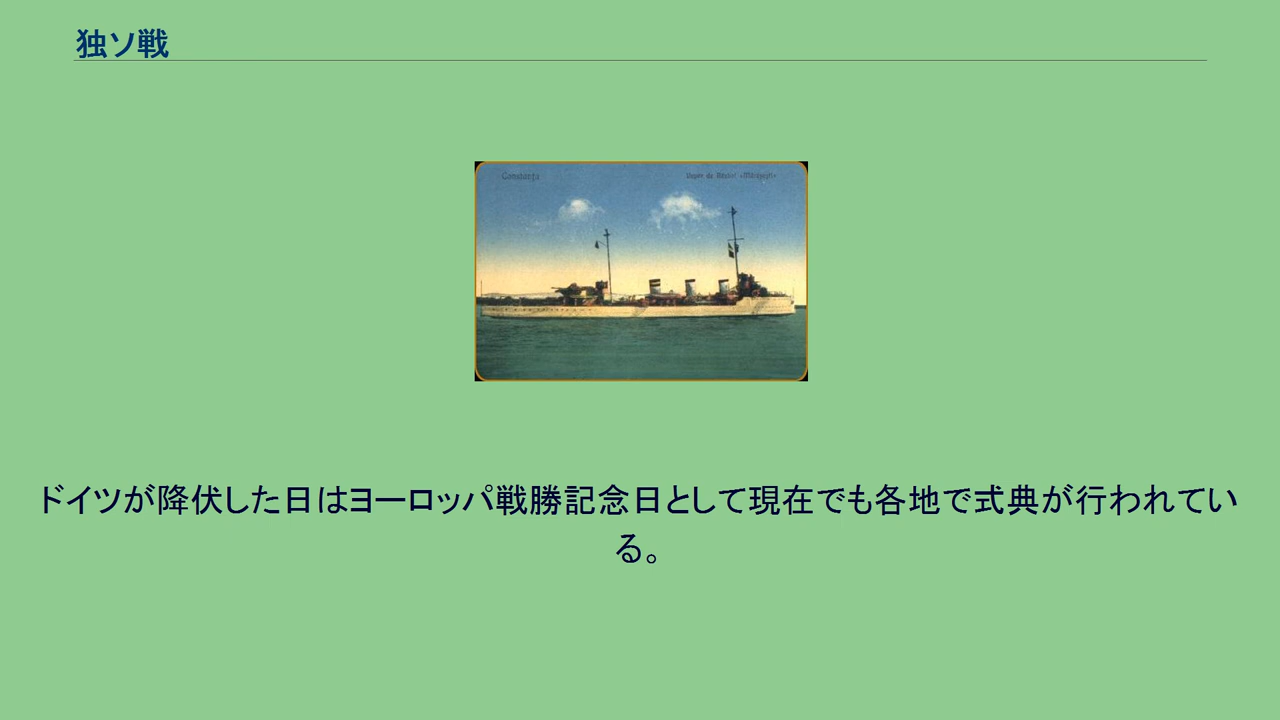 独ソ戦
Constanţa
ドイツが降伏した日はヨーロッパ戦勝記念日として現在でも各地で式典が行われてい
る。